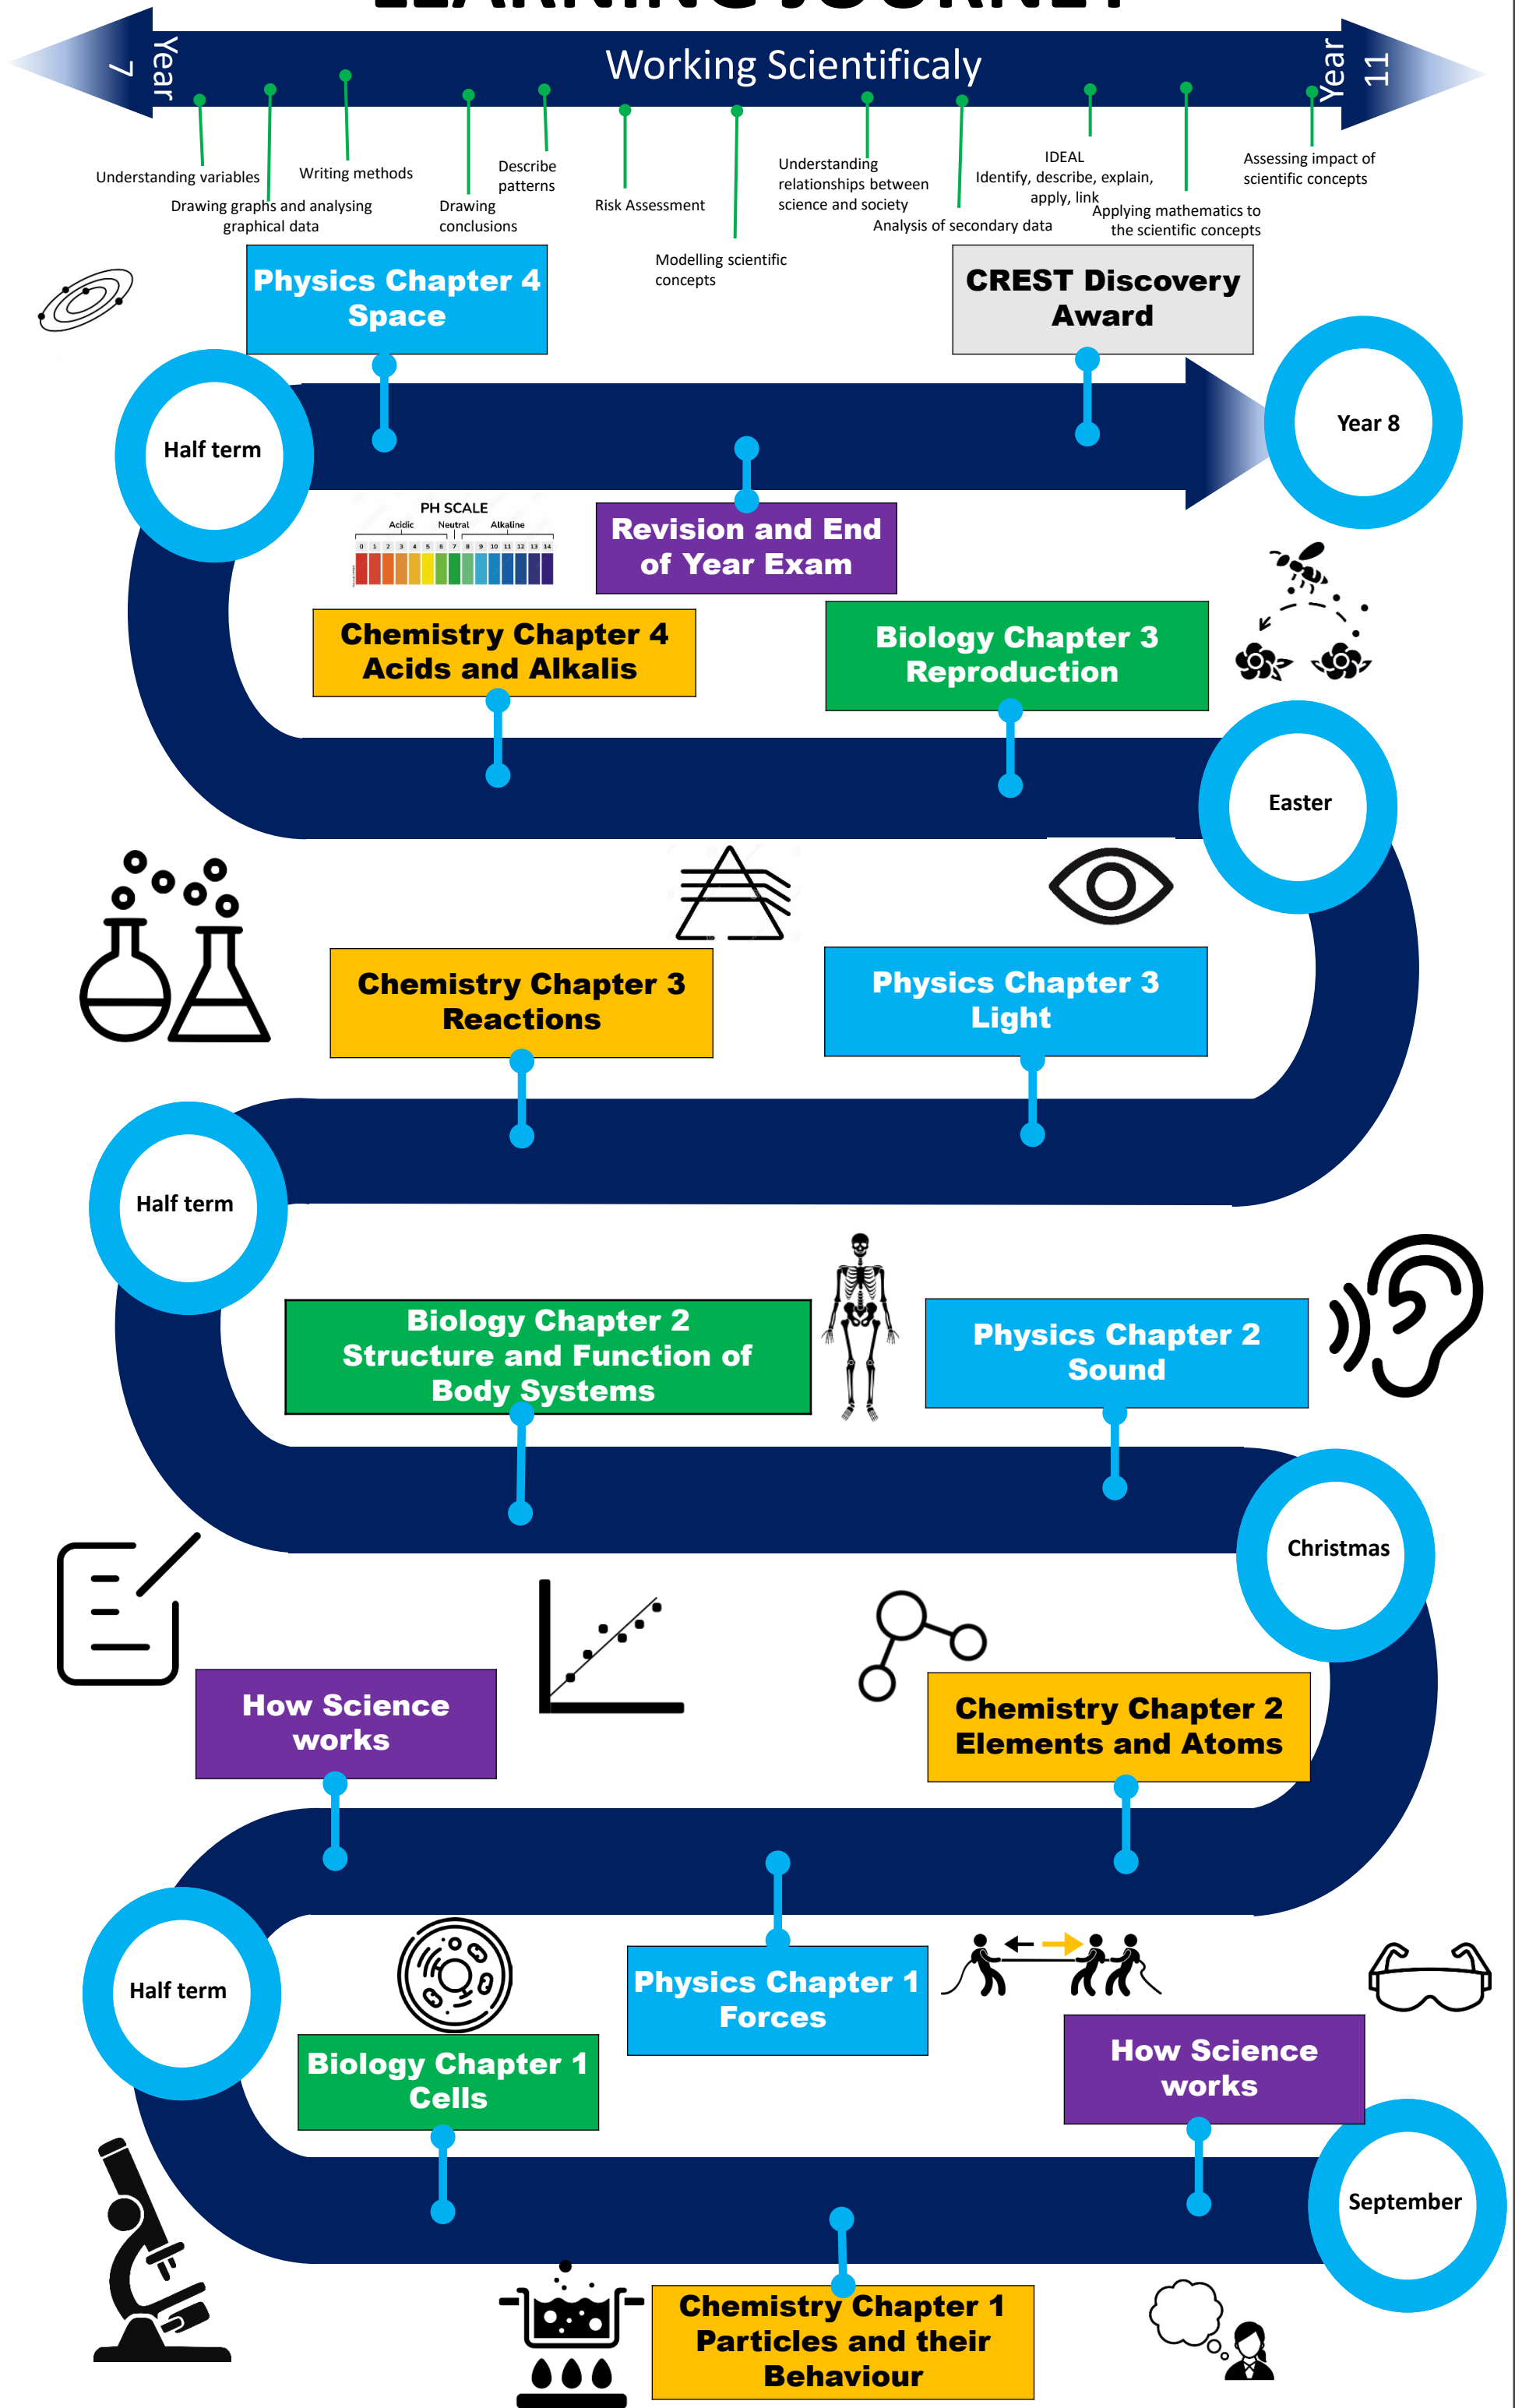 LEARNING JOURNEY
Year 7
Working Scientificaly
Year 11
Understanding variables
Drawing graphs and analysing
graphical data
Writing methods
Drawing
conclusions
Describe
patterns
Risk Assessment
Modelling scientific
concepts
Understanding
relationships between
science and society
Analysis of secondary data
IDEAL
Identify, describe, explain,
apply, link
Applying mathematics to
the scientific concepts
Assessing impact of
scientific concepts
Physics Chapter 4
Space
CREST Discovery
Award
Half term
Year 8
PH SCALE
Acidic Neutral Alkaline
0 1 2 3 4 5 6 7 8 9 10 11 12 13 14
Revision and End
of Year Exam
Chemistry Chapter 4
Acids and Alkalis
Biology Chapter 3
Reproduction
Easter
Chemistry Chapter 3
Reactions
Physics Chapter 3
Light
Half term
Biology Chapter 2
Structure and Function of
Body Systems
Physics Chapter 2
Sound
Christmas
How Science
works
Chemistry Chapter 2
Elements and Atoms
Half term
Physics Chapter 1
Forces
Biology Chapter 1
Cells
How Science
works
September
Chemistry Chapter 1
Particles and their
Behaviour